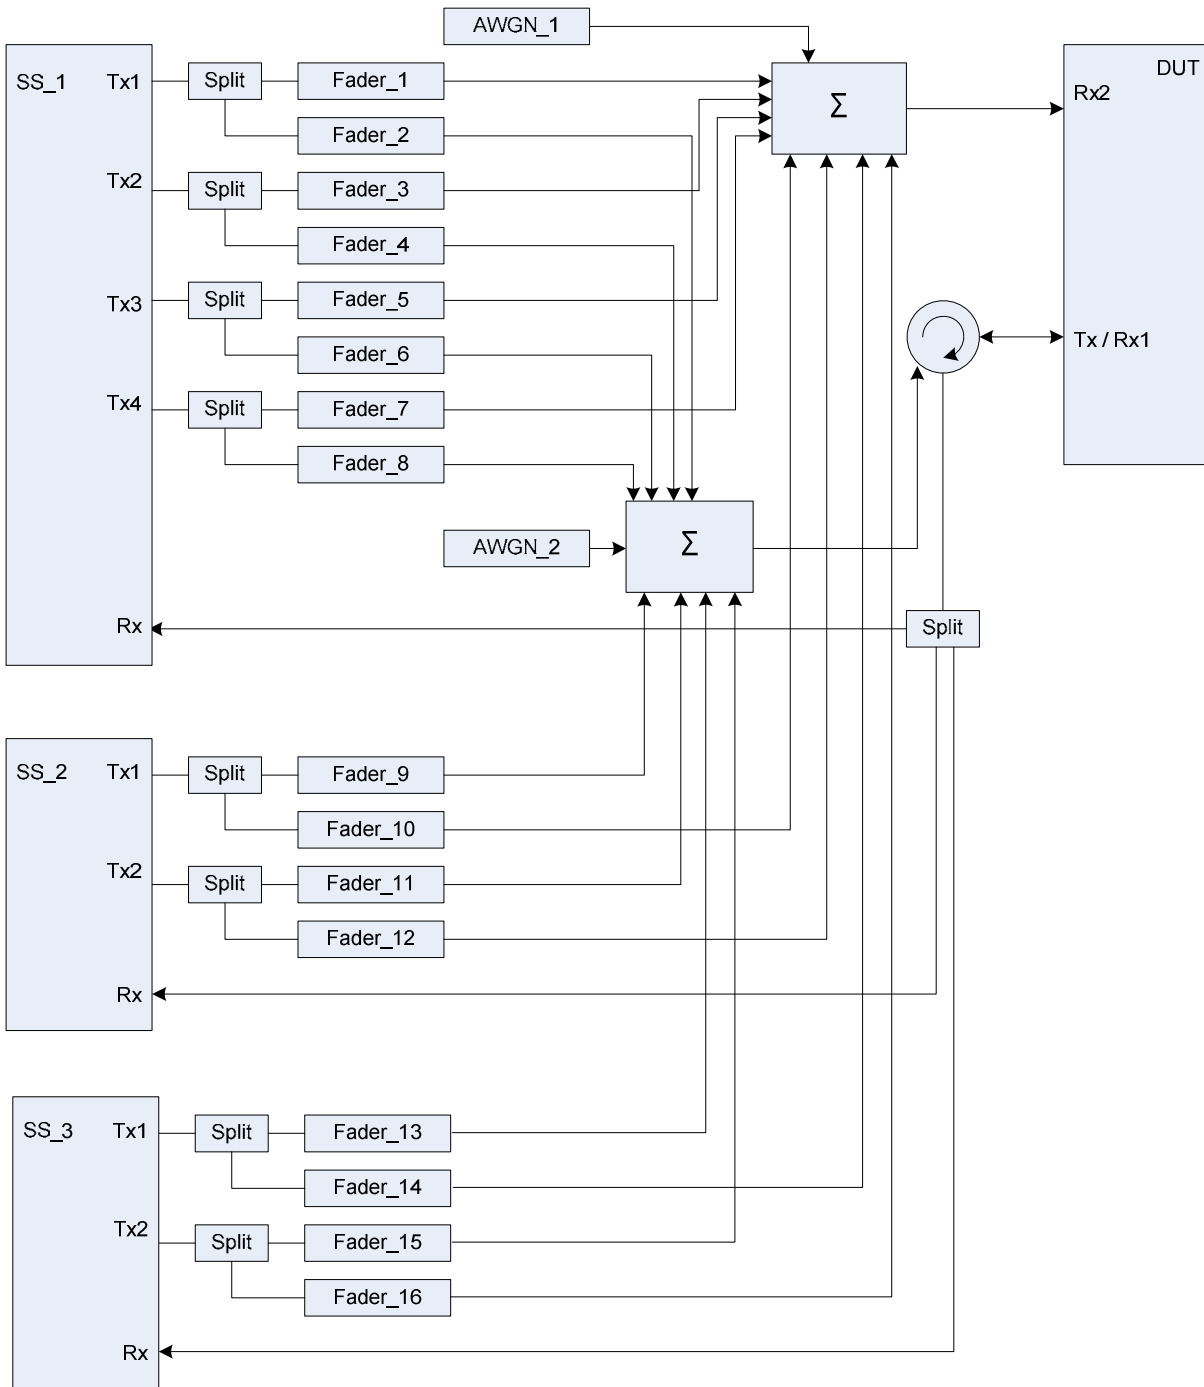 AWGN_1
SS_1
Tx1
Split
Fader_1
Σ
DUT
Rx2
Fader_2
Tx2
Split
Fader_3
Fader_4
Tx3
Split
Fader_5
Fader_6
Tx / Rx1
Tx4
Split
Fader_7
Fader_8
AWGN_2
Σ
Rx
Split
SS_2
Tx1
Split
Fader_9
Fader_10
Tx2
Split
Fader_11
Fader_12
Rx
SS_3
Tx1
Split
Fader_13
Fader_14
Tx2
Split
Fader_15
Fader_16
Rx